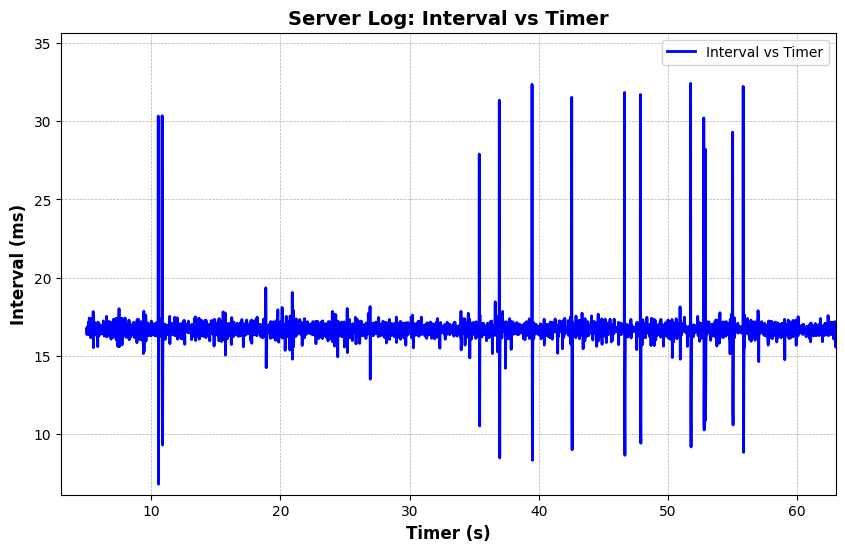 Server Log: Interval vs Timer
Interval vs Timer
35
30
25
20
15
10
Interval (ms)
10 20 30 40 50 60
Timer (s)